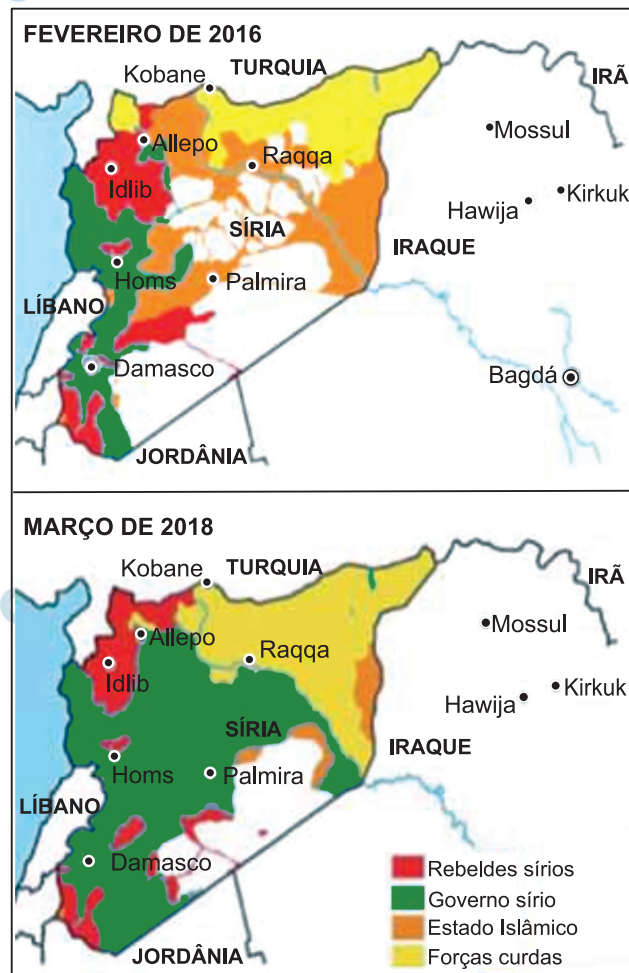 FEVEREIRO DE 2016
Kobane
TURQUIA
IRÃ
Allepo
Mossul
Raqqa
Idlib
Kirkuk
Hawija
SÍRIA
IRAQUE
Homs
Palmira
LÍBANO
Damasco
Bagdá
JORDÂNIA
MARÇO DE 2018
Kobane
TURQUIA
IRÃ
Allepo
Mossul
Raqqa
Idlib
Kirkuk
Hawija
SÍRIA
IRAQUE
Homs
Palmira
LÍBANO
Damasco
Rebeldes sírios
Governo sírio
Estado Islâmico
Forças curdas
JORDÂNIA